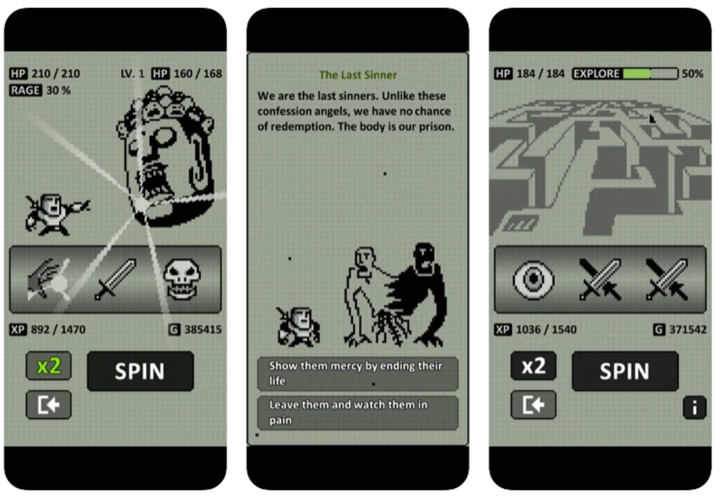 HP 210 / 210
LV. 1 HP 160 / 168
RAGE 30 %
XP 892 / 1470
G 385415
x2
SPIN
The Last Sinner
We are the last sinners. Unlike these
confession angels, we have no chance
of redemption. The body is our prison.
Show them mercy by ending their
life
Leave them and watch them in
pain
HP 184 / 184
EXPLORE 50%
XP 1036 / 1540
G 371542
x2
SPIN
i